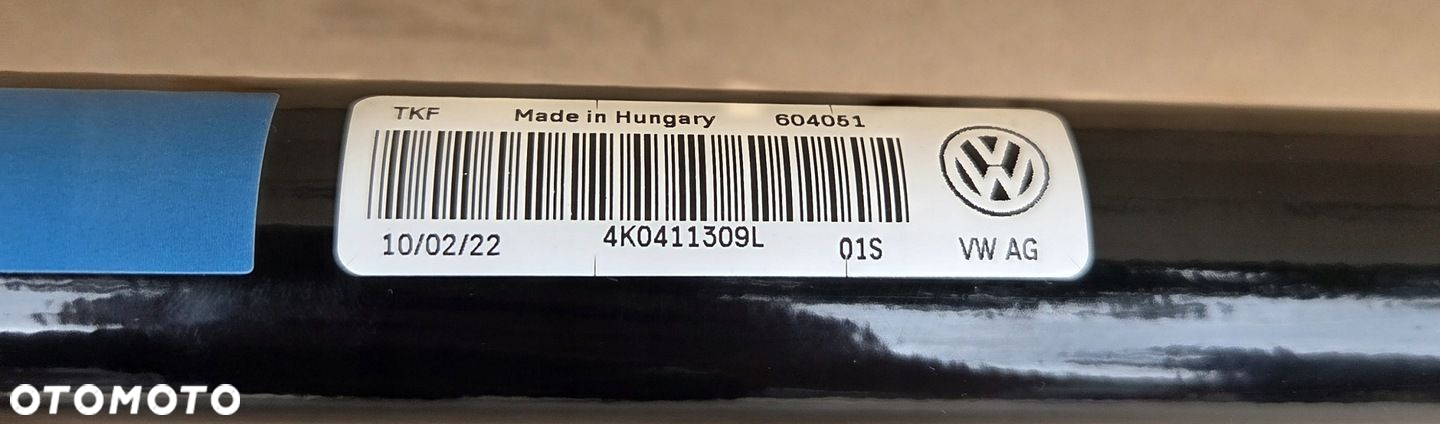 TKF Made in Hungary 604051
10/02/22 4K0411309L 01S VW AG
OTOMOTO